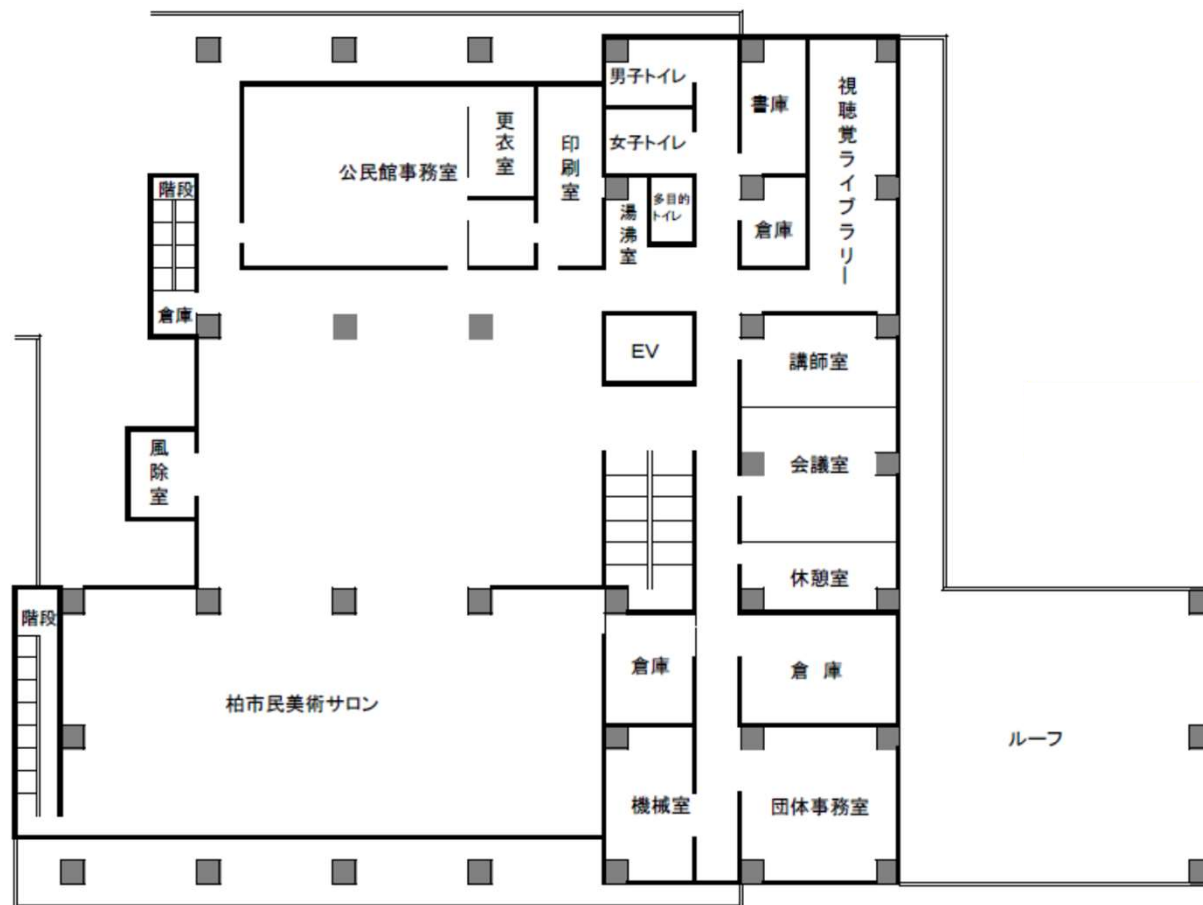 男子トイレ
書庫
視聴覚ライブラリー
更衣室
印刷室
女子トイレ
公民館事務室
階段
多目的
トイレ
湯沸室
倉庫
倉庫
EV
講師室
風除室
会議室
休憩室
階段
倉庫
倉　庫
柏市民美術サロン
ルーフ
機械室
団体事務室